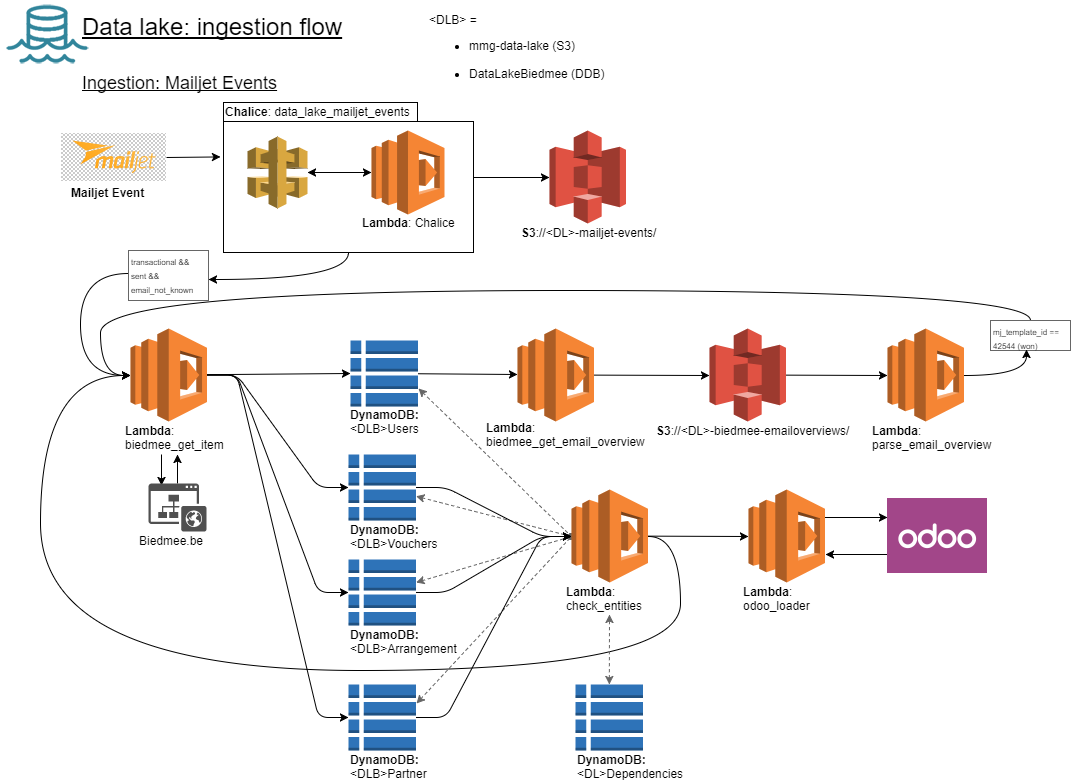 Data lake: ingestion flow
<DLB> =
mmg-data-lake (S3)
DataLakeBiedmee (DDB)
Ingestion: Mailjet Events
Chalice: data_lake_mailjet_events
mailjet
Mailjet Event
Lambda: Chalice
S3://<DL>-mailjet-events/
transactional &&
sent &&
email_not_known
mj_template_id ==
42544 (won)
Lambda:
biedmee_get_item
DynamoDB:
<DLB>Users
Lambda:
biedmee_get_email_overview
S3://<DL>-biedmee-emailoverviews/
Lambda:
parse_email_overview
Biedmee.be
DynamoDB:
<DLB>Vouchers
odoo
Lambda:
check_entities
Lambda:
odoo_loader
DynamoDB:
<DLB>Arrangement
DynamoDB:
<DLB>Partner
DynamoDB:
<DL>Dependencies